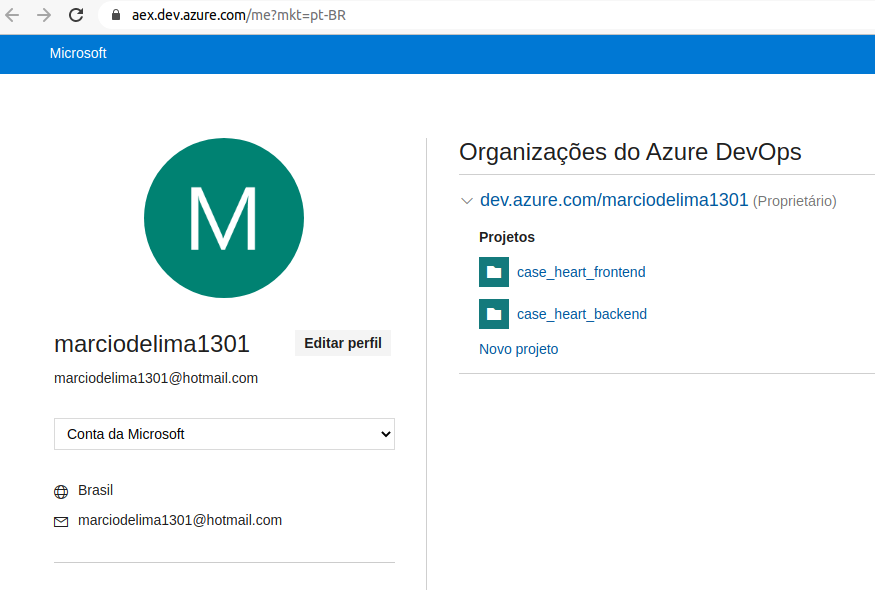 aex.dev.azure.com/me?mkt=pt-BR
Microsoft
M
marciodelima1301
Editar perfil
marciodelima1301@hotmail.com
Conta da Microsoft
Brasil
marciodelima1301@hotmail.com
Organizações do Azure DevOps
dev.azure.com/marciodelima1301 (Proprietário)
Projetos
case_heart_frontend
case_heart_backend
Novo projeto